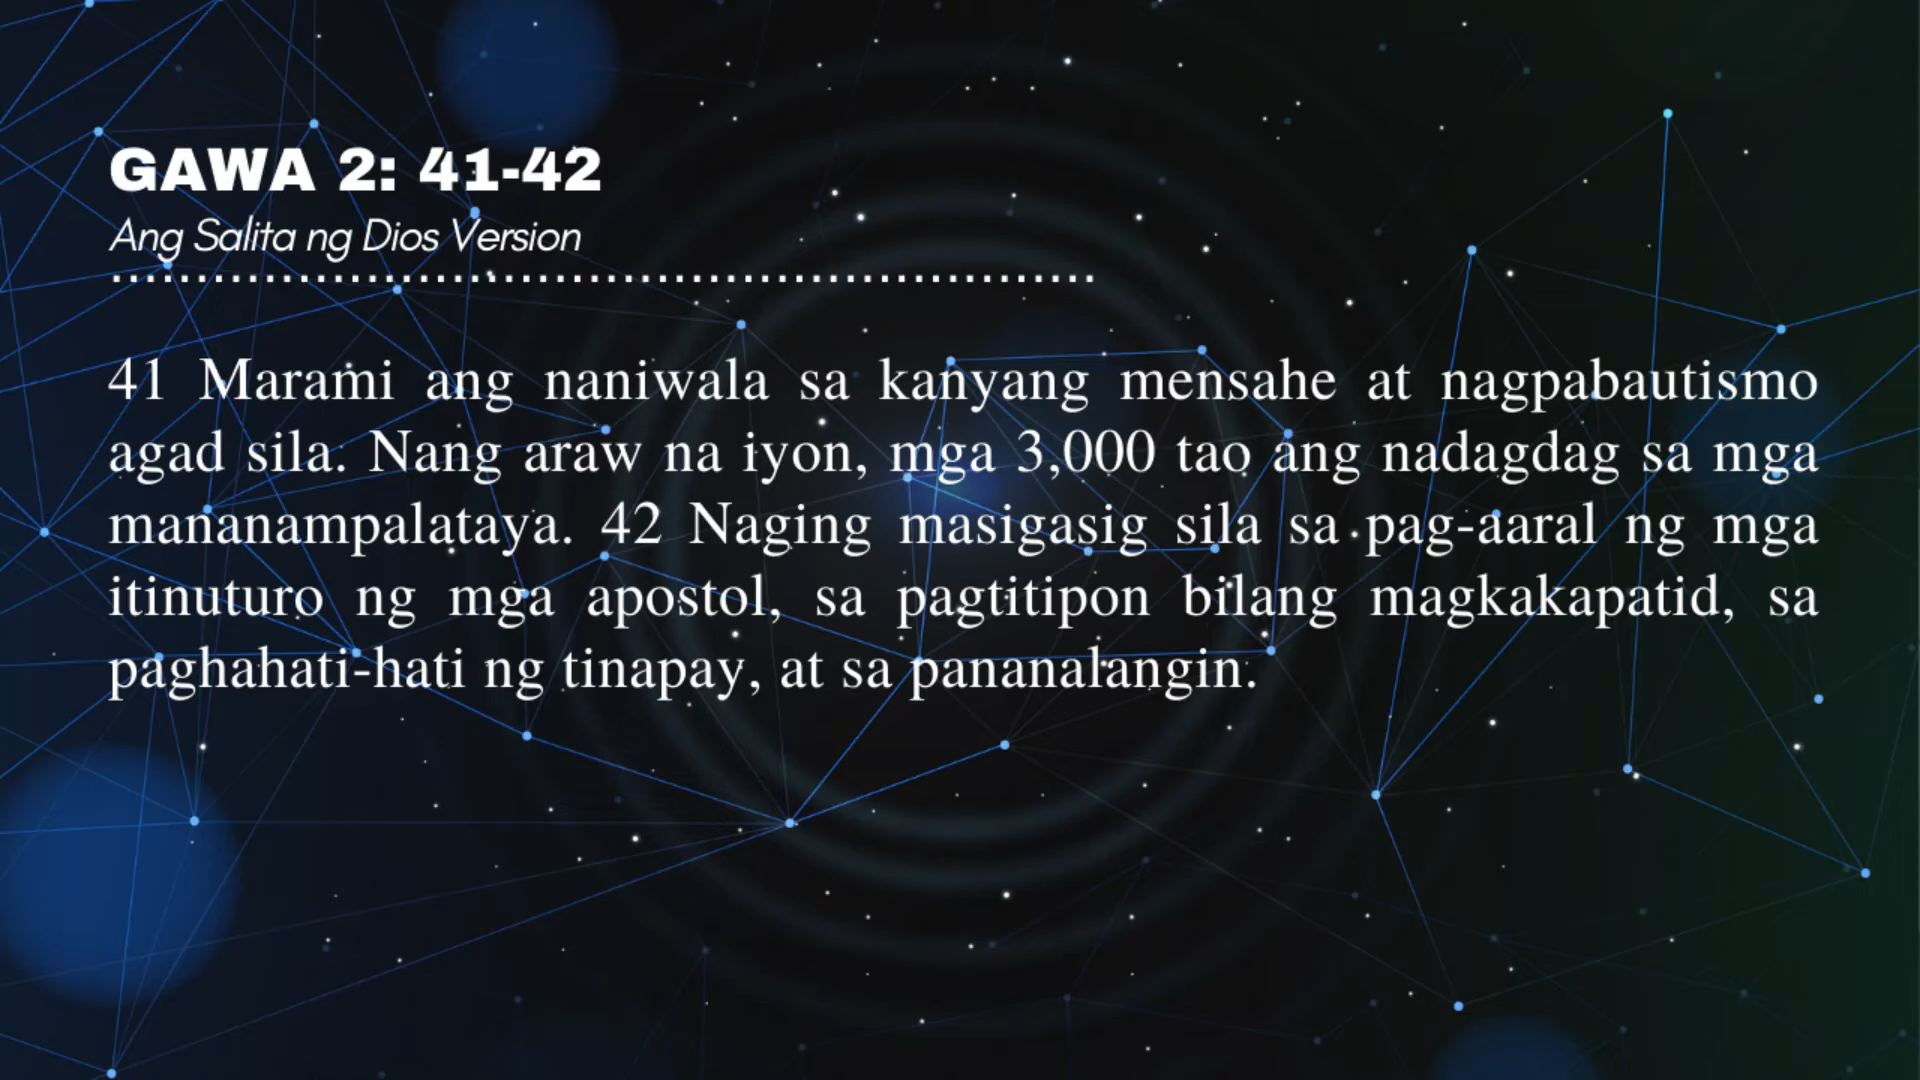 GAWA 2: 41-42
Ang Salita ng Dios Version
41 Marami ang naniwala sa kanyang mensahe at nagpabautismo
agad sila. Nang araw na iyon, mga 3,000 tao ang nadagdag sa mga
mananampalataya. 42 Naging masigasig sila sa pag-aaral ng mga
itinuturo ng mga apostol, sa pagtitipon bilang magkakapatid, sa
paghahati-hati ng tinapay, at sa pananalangin.